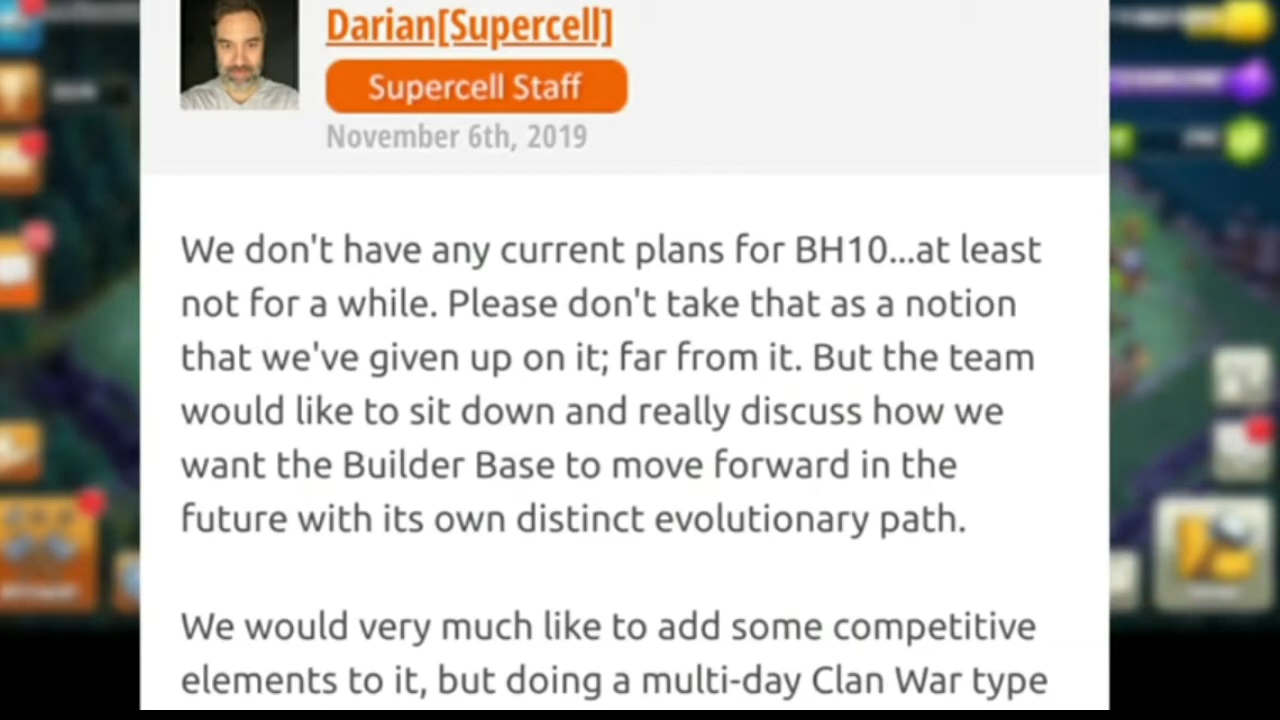 Darian[Supercell]
Supercell Staff
November 6th, 2019
We don't have any current plans for BH10...at least
not for a while. Please don't take that as a notion
that we've given up on it; far from it. But the team
would like to sit down and really discuss how we
want the Builder Base to move forward in the
future with its own distinct evolutionary path.
We would very much like to add some competitive
elements to it, but doing a multi-day Clan War type